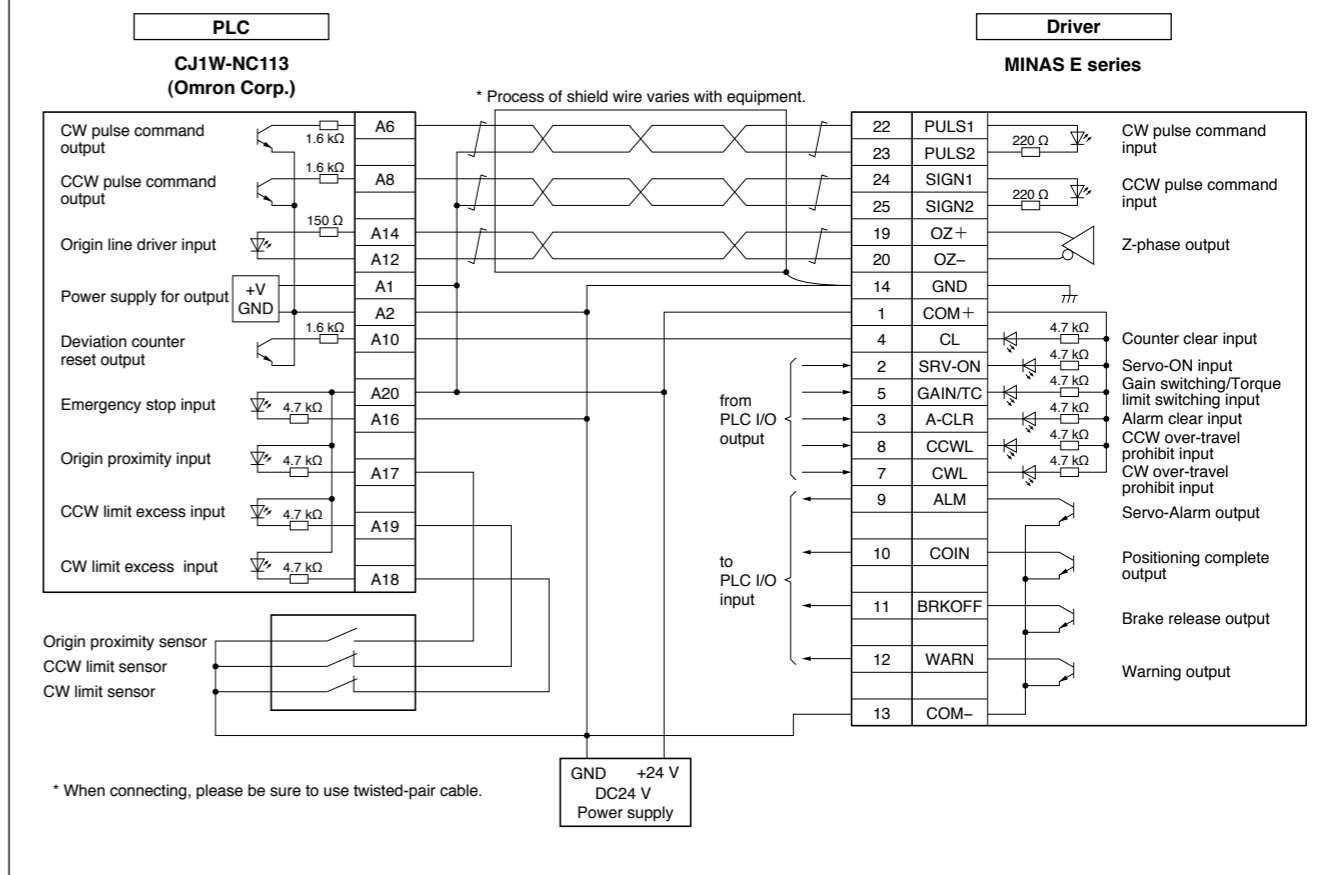 PLC
CJ1W-NC113
(Omron Corp.)
Driver
MINAS E series
* Process of shield wire varies with equipment.
CW pulse command
output
1.6 kΩ
A6
CCW pulse command
output
1.6 kΩ
A8
Origin line driver input
150 Ω
A14
A12
Power supply for output
+V
GND
A1
A2
Deviation counter
reset output
1.6 kΩ
A10
Emergency stop input
4.7 kΩ
A20
A16
Origin proximity input
4.7 kΩ
A17
CCW limit excess input
4.7 kΩ
A19
CW limit excess input
4.7 kΩ
A18
Origin proximity sensor
CCW limit sensor
CW limit sensor
* When connecting, please be sure to use twisted-pair cable.
GND +24 V
DC24 V
Power supply
from
PLC I/O
output
to
PLC I/O
input
22 PULS1
23 PULS2
220 Ω
CW pulse command
input
24 SIGN1
25 SIGN2
220 Ω
CCW pulse command
input
19 OZ+
20 OZ−
Z-phase output
14 GND
1 COM+
4 CL
4.7 kΩ
Counter clear input
2 SRV-ON
4.7 kΩ
Servo-ON input
5 GAIN/TC
4.7 kΩ
Gain switching/Torque
limit switching input
3 A-CLR
4.7 kΩ
Alarm clear input
8 CCWL
4.7 kΩ
CCW over-travel
prohibit input
7 CWL
4.7 kΩ
CW over-travel
prohibit input
9 ALM
Servo-Alarm output
10 COIN
Positioning complete
output
11 BRKOFF
Brake release output
12 WARN
Warning output
13 COM−